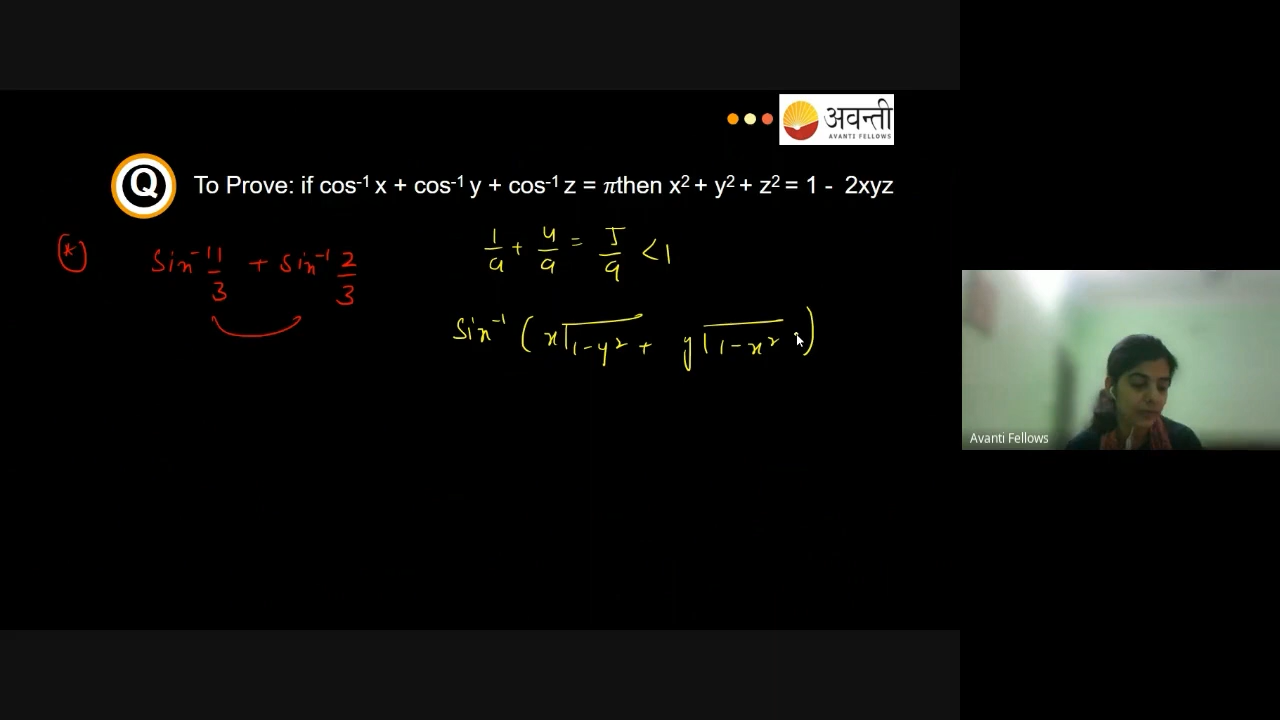 अवन्ती
AVANTI FELLOWS
Q To Prove: if cos⁻¹ x + cos⁻¹ y + cos⁻¹ z = π then x² + y² + z² = 1 - 2xyz
(*) sin⁻¹ 1/3 + sin⁻¹ 2/3
1/9 + 4/9 = 5/9 < 1
sin⁻¹ (x√1-y² + y√1-x²)
Avanti Fellows